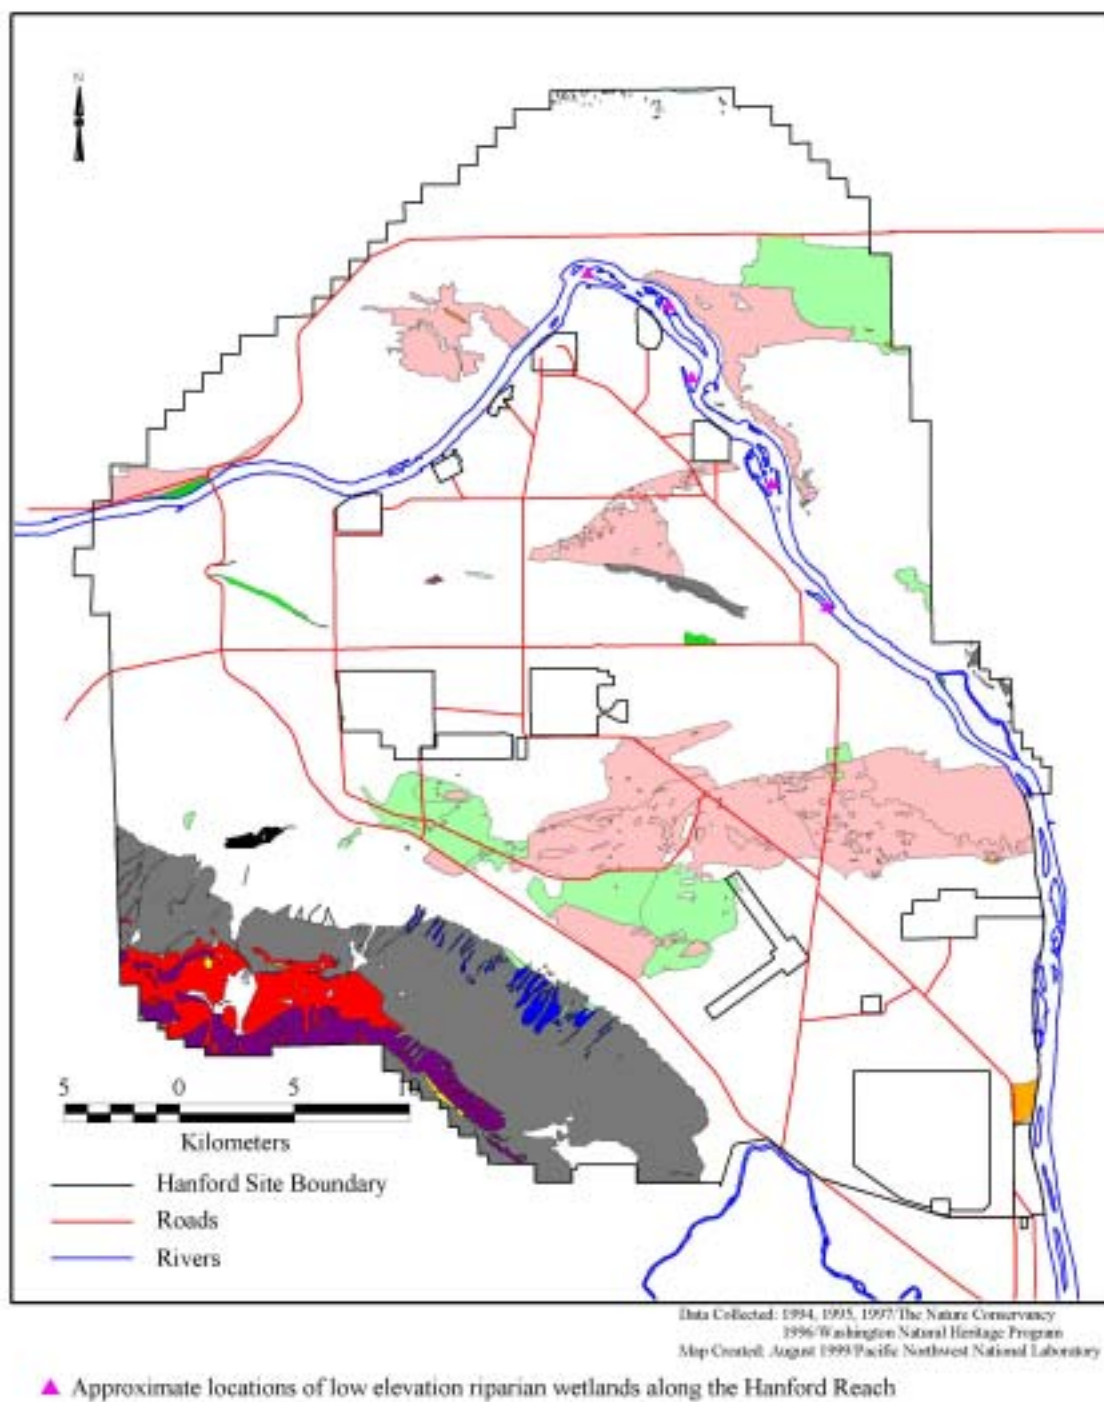 N
5 0 5 10
Kilometers
Hanford Site Boundary
Roads
Rivers
Data Collected: 1994, 1995, 1997/The Nature Conservancy
1996/Washington Natural Heritage Program
Map Created: August 1999/Pacific Northwest National Laboratory
Approximate locations of low elevation riparian wetlands along the Hanford Reach